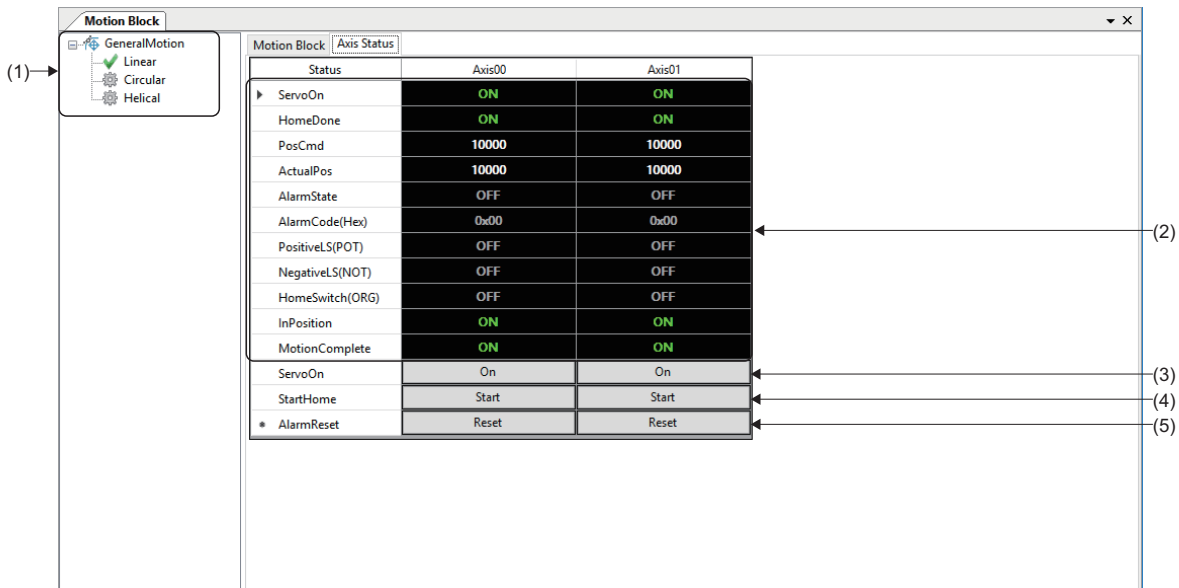 Motion Block
GeneralMotion
Linear
Circular
Helical
(1)
Motion Block Axis Status
Status Axis00 Axis01
ServoOn ON ON
HomeDone ON ON
PosCmd 10000 10000
ActualPos 10000 10000
AlarmState OFF OFF
AlarmCode(Hex) 0x00 0x00
PositiveLS(POT) OFF OFF
(2)
NegativeLS(NOT) OFF OFF
HomeSwitch(ORG) OFF OFF
InPosition ON ON
MotionComplete ON ON
ServoOn On On
(3)
StartHome Start Start
(4)
AlarmReset Reset Reset
(5)